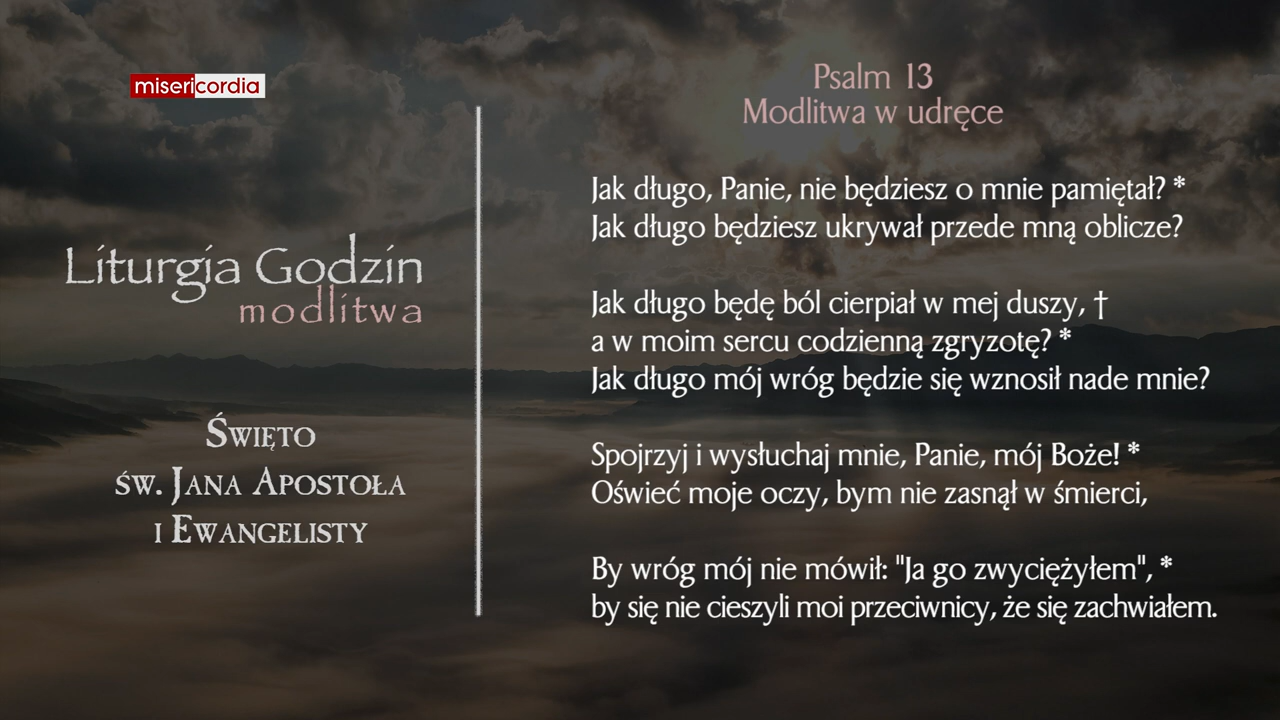 misericordia
Liturgia Godzin
modlitwa
Święto
św. Jana Apostoła
i Ewangelisty
Psalm 13
Modlitwa w udręce
Jak długo, Panie, nie będziesz o mnie pamiętał? *
Jak długo będziesz ukrywał przede mną oblicze?
Jak długo będę ból cierpiał w mej duszy, †
a w moim sercu codzienną zgryzotę? *
Jak długo mój wróg będzie się wznosił nade mnie?
Spojrzyj i wysłuchaj mnie, Panie, mój Boże! *
Oświeć moje oczy, bym nie zasnął w śmierci,
By wróg mój nie mówił: "Ja go zwyciężyłem", *
by się nie cieszyli moi przeciwnicy, że się zachwiałem.